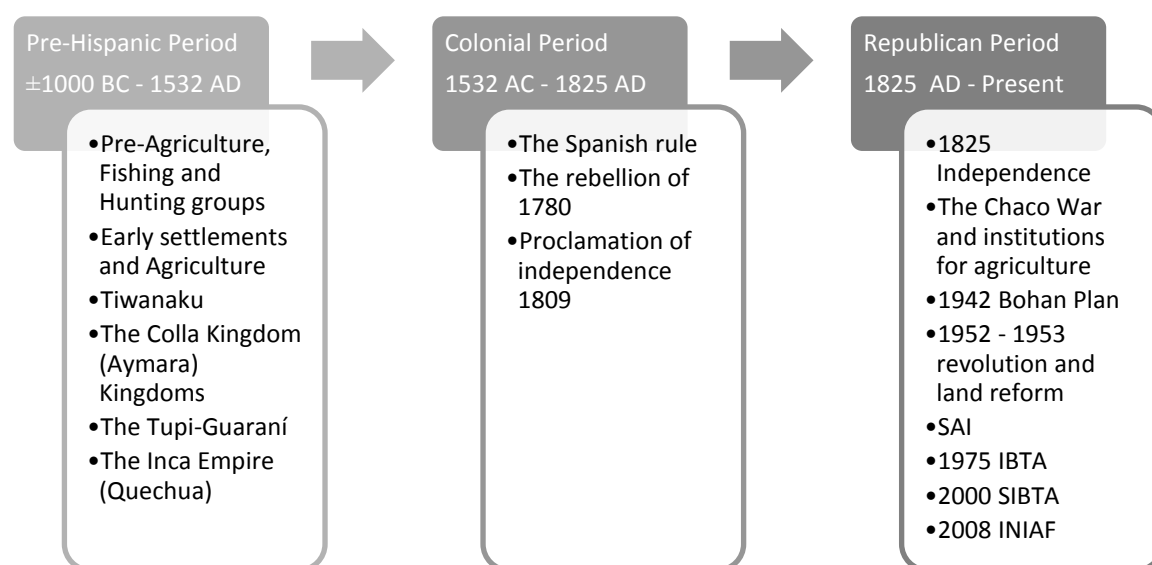 Pre-Hispanic Period
±1000 BC - 1532 AD
•Pre-Agriculture,
Fishing and
Hunting groups
•Early settlements
and Agriculture
•Tiwanaku
•The Colla Kingdom
(Aymara)
Kingdoms
•The Tupi-Guaraní
•The Inca Empire
(Quechua)
Colonial Period
1532 AC - 1825 AD
•The Spanish rule
•The rebellion of
1780
•Proclamation of
independence
1809
Republican Period
1825 AD - Present
•1825
Independence
•The Chaco War
and institutions
for agriculture
•1942 Bohan Plan
•1952 - 1953
revolution and
land reform
•SAI
•1975 IBTA
•2000 SIBTA
•2008 INIAF